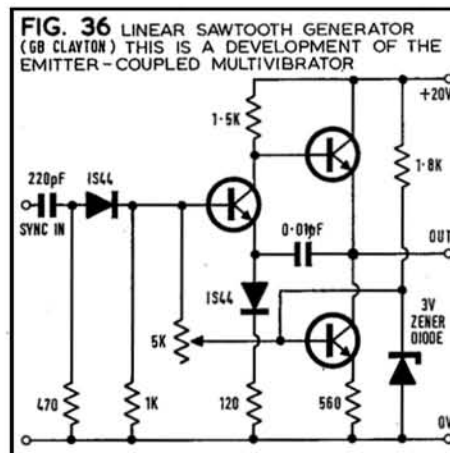 FIG. 36 LINEAR SAWTOOTH GENERATOR
(GB CLAYTON) THIS IS A DEVELOPMENT OF THE
EMITTER-COUPLED MULTIVIBRATOR
+20V
1·5K
1·8K
220pF
1S44
SYNC IN
0·01µF
OUT
1S44
3V
ZENER
DIODE
5K
470
1K
120
560
0V